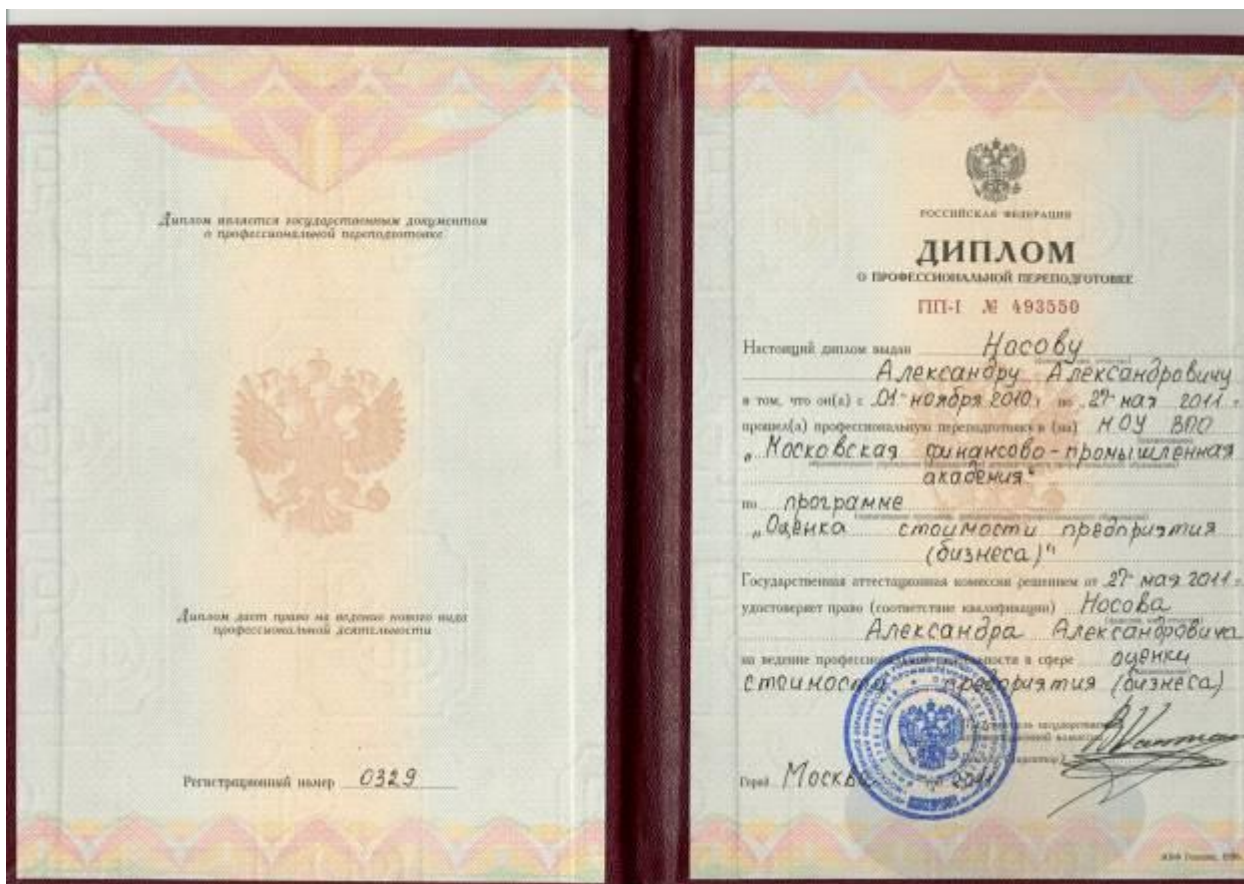 Диплом является государственным документом
о профессиональной переподготовке
Диплом дает право на ведение нового вида
профессиональной деятельности
Регистрационный номер 0329
РОССИЙСКАЯ ФЕДЕРАЦИЯ
ДИПЛОМ
О ПРОФЕССИОНАЛЬНОЙ ПЕРЕПОДГОТОВКЕ
ПП-I № 493550
Настоящий диплом выдан Носову
Александру Александровичу
в том, что он(а) с „01“ ноября 2010 г. по „27“ мая 2011 г.
прошел(а) профессиональную переподготовку в (на) НОУ ВПО
„Московская финансово-промышленная
академия“
по программе
„Оценка стоимости предприятия
(бизнеса)“
Государственная аттестационная комиссия решением от „27“ мая 2011 г.
удостоверяет право (соответствие квалификации) Носова
Александра Александровича
на ведение профессиональной деятельности в сфере оценки
стоимости предприятия (бизнеса)
Город Москва 2011